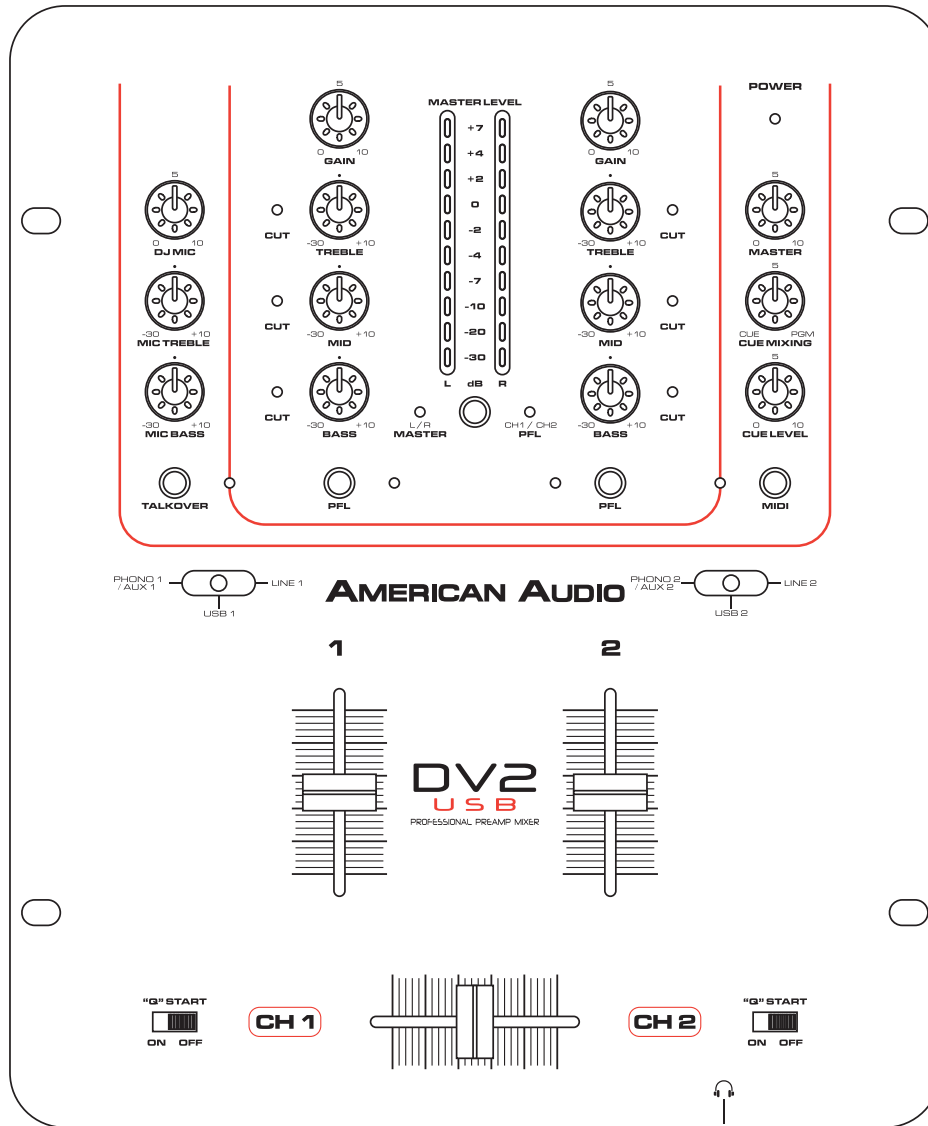 5
5
POWER
MASTER LEVEL
+7
0 10
GAIN
0 10
GAIN
+4
+2
5
0 10
DJ MIC
CUT
-30 +10
TREBLE
0
-2
-30 +10
TREBLE
CUT
5
0 10
MASTER
-4
-7
-30 +10
MIC TREBLE
CUT
-30 +10
MID
-10
-20
-30 +10
MID
CUT
5
CUE PGM
CUE MIXING
-30
L dB R
-30 +10
MIC BASS
CUT
-30 +10
BASS
L/R
MASTER
CH1 / CH2
PFL
-30 +10
BASS
CUT
5
0 10
CUE LEVEL
TALKOVER
PFL
PFL
MIDI
PHONO 1
/ AUX 1
LINE 1
USB 1
AMERICAN AUDIO
PHONO 2
/ AUX 2
LINE 2
USB 2
1
2
DV2
USB
PROFESSIONAL PREAMP MIXER
"Q" START
ON OFF
CH 1
CH 2
"Q" START
ON OFF